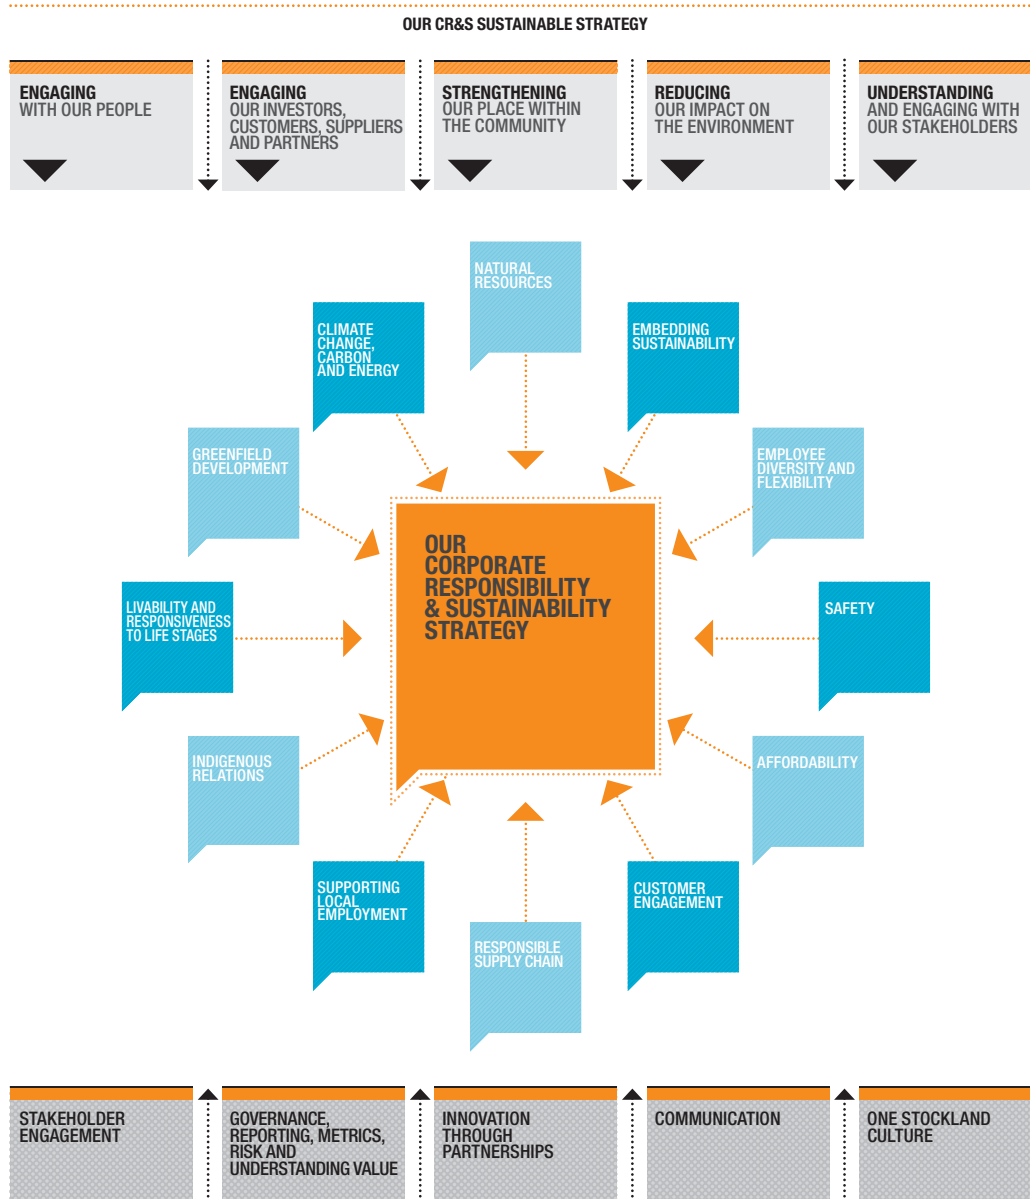 OUR CR&S SUSTAINABLE STRATEGY
ENGAGING
WITH OUR PEOPLE
ENGAGING
OUR INVESTORS,
CUSTOMERS, SUPPLIERS
AND PARTNERS
STRENGTHENING
OUR PLACE WITHIN
THE COMMUNITY
REDUCING
OUR IMPACT ON
THE ENVIRONMENT
UNDERSTANDING
AND ENGAGING WITH
OUR STAKEHOLDERS
NATURAL
RESOURCES
CLIMATE
CHANGE,
CARBON
AND ENERGY
EMBEDDING
SUSTAINABILITY
GREENFIELD
DEVELOPMENT
EMPLOYEE
DIVERSITY AND
FLEXIBILITY
OUR
CORPORATE
RESPONSIBILITY
& SUSTAINABILITY
STRATEGY
LIVABILITY AND
RESPONSIVENESS
TO LIFE STAGES
SAFETY
INDIGENOUS
RELATIONS
AFFORDABILITY
SUPPORTING
LOCAL
EMPLOYMENT
CUSTOMER
ENGAGEMENT
RESPONSIBLE
SUPPLY CHAIN
STAKEHOLDER
ENGAGEMENT
GOVERNANCE,
REPORTING, METRICS,
RISK AND
UNDERSTANDING VALUE
INNOVATION
THROUGH
PARTNERSHIPS
COMMUNICATION
ONE STOCKLAND
CULTURE